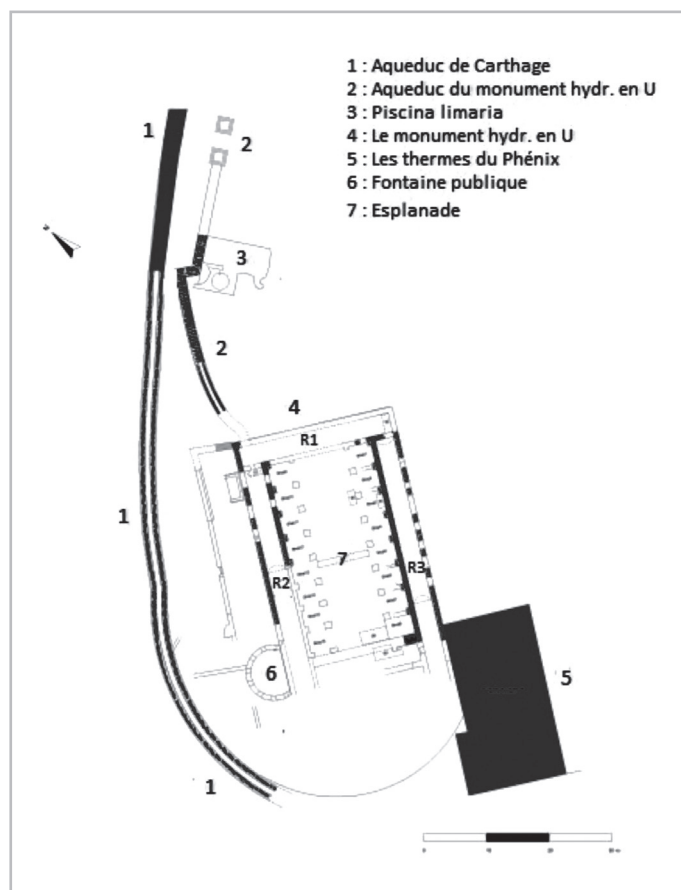 1 : Aqueduc de Carthage
2 : Aqueduc du monument hydr. en U
3 : Piscina limaria
4 : Le monument hydr. en U
5 : Les thermes du Phénix
6 : Fontaine publique
7 : Esplanade
1
2
3
2
4
R1
1
7
R2
R3
6
5
1